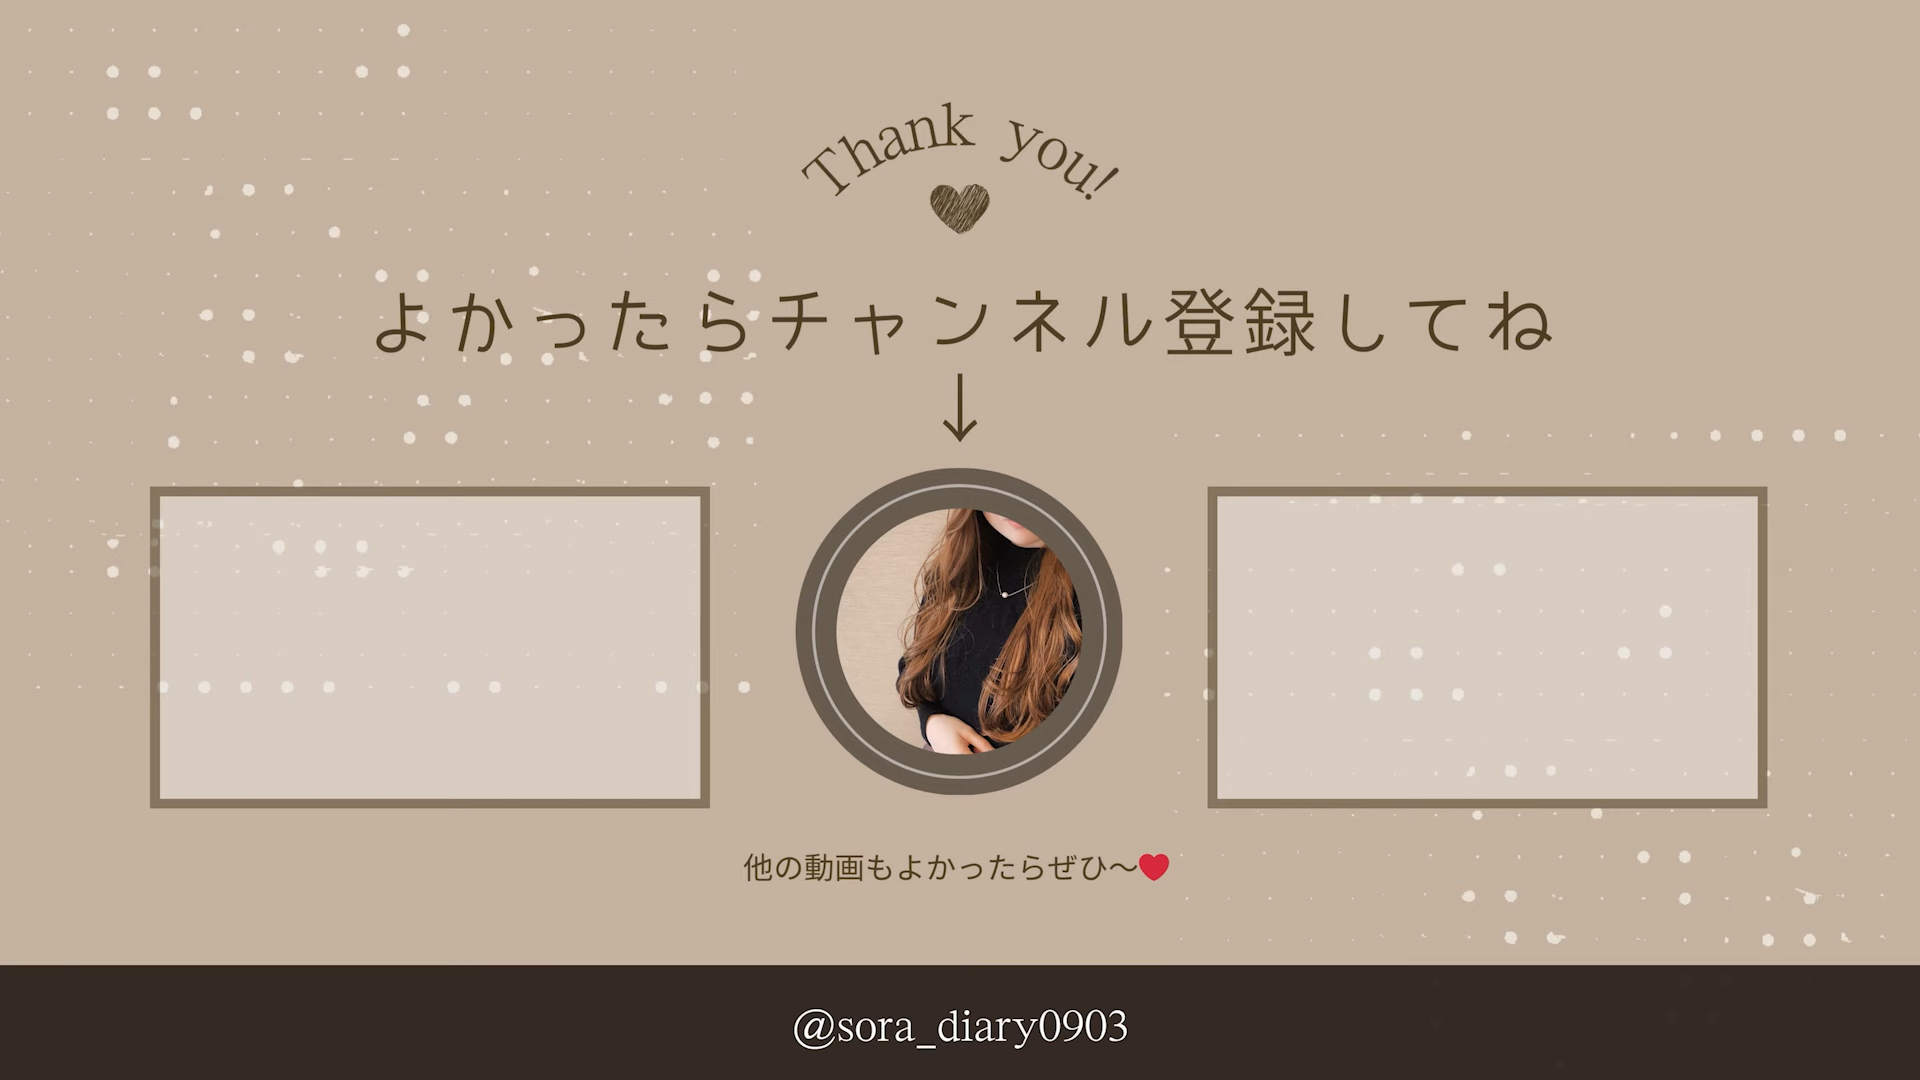 Thank you!
よかったらチャンネル登録してね
↓
他の動画もよかったらぜひ〜❤
@sora_diary0903